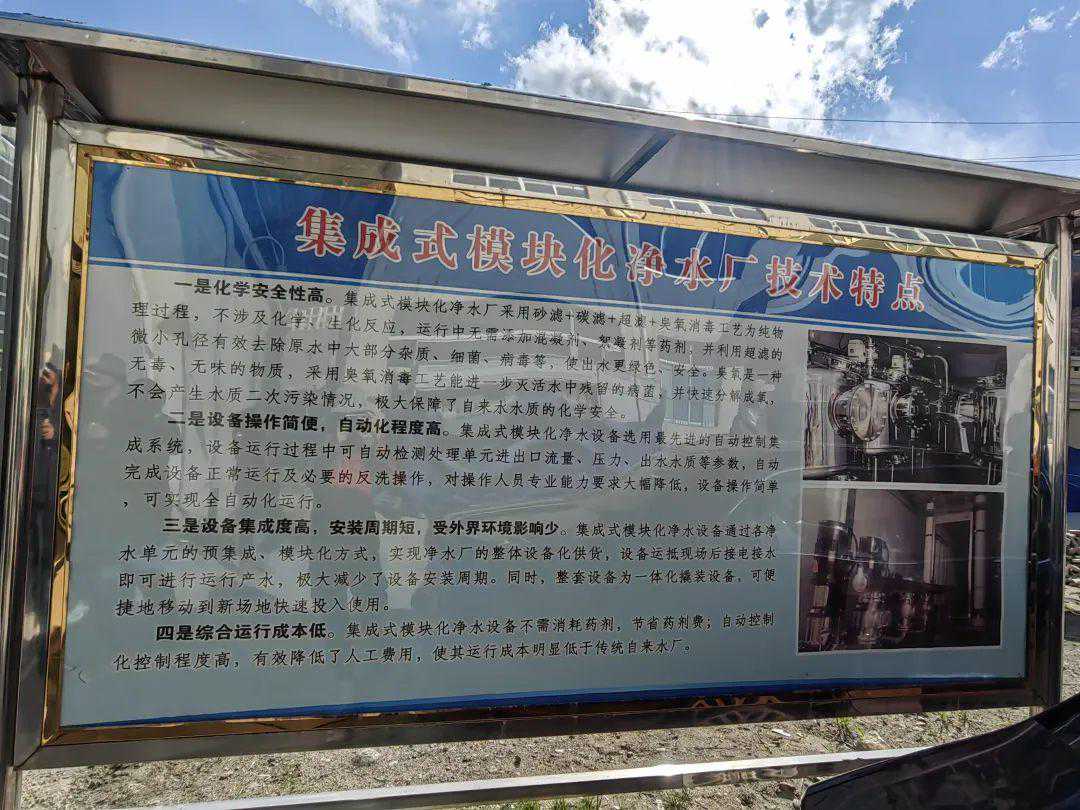 集成式模块化净水厂技术特点
一是化学安全性高。集成式模块化净水厂采用砂滤+碳滤+超滤+臭氧消毒工艺为纯物
理过程，不涉及化学、生化反应，运行中无需添加混凝剂、絮凝剂等药剂，并利用超滤的
微小孔径有效去除原水中大部分杂质、细菌、病毒等，使出水更绿色、安全。臭氧是一种
无毒、无味的物质，采用臭氧消毒工艺能进一步灭活水中残留的病菌，并快速分解成氧，
不会产生水质二次污染情况，极大保障了自来水水质的化学安全。
二是设备操作简便，自动化程度高。集成式模块化净水设备选用最先进的自动控制集
成系统，设备运行过程中可自动检测处理单元进出口流量、压力、出水水质等参数，自动
完成设备正常运行及必要的反洗操作，对操作人员专业能力要求大幅降低，设备操作简单
，可实现全自动化运行。
三是设备集成度高，安装周期短，受外界环境影响少。集成式模块化净水设备通过各净
水单元的预集成、模块化方式，实现净水厂的整体设备化供货，设备运抵现场后接电接水
即可进行运行产水，极大减少了设备安装周期。同时，整套设备为一体化撬装设备，可便
捷地移动到新场地快速投入使用。
四是综合运行成本低。集成式模块化净水设备不需消耗药剂，节省药剂费；自动控制
化控制程度高，有效降低了人工费用，使其运行成本明显低于传统自来水厂。